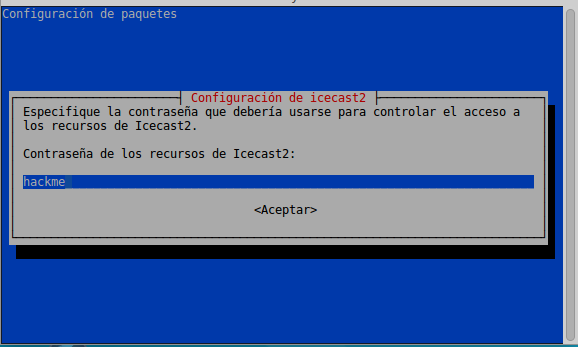 Configuración de paquetes
Configuración de icecast2
Especifique la contraseña que debería usarse para controlar el acceso a
los recursos de Icecast2.
Contraseña de los recursos de Icecast2:
hackme
<Aceptar>